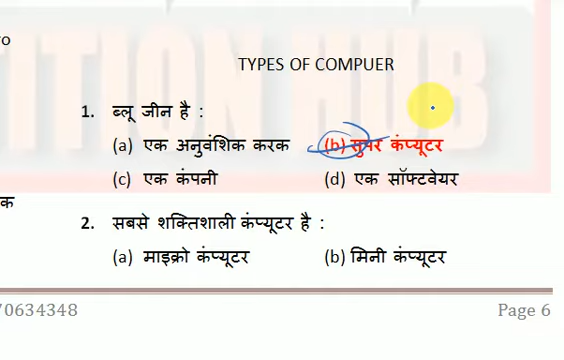 TYPES OF COMPUER
1. ब्लू जीन है :
(a) एक अनुवंशिक करक (b) सुपर कंप्यूटर
(c) एक कंपनी (d) एक सॉफ्टवेयर
क
2. सबसे शक्तिशाली कंप्यूटर है :
(a) माइक्रो कंप्यूटर (b) मिनी कंप्यूटर
70634348 Page 6